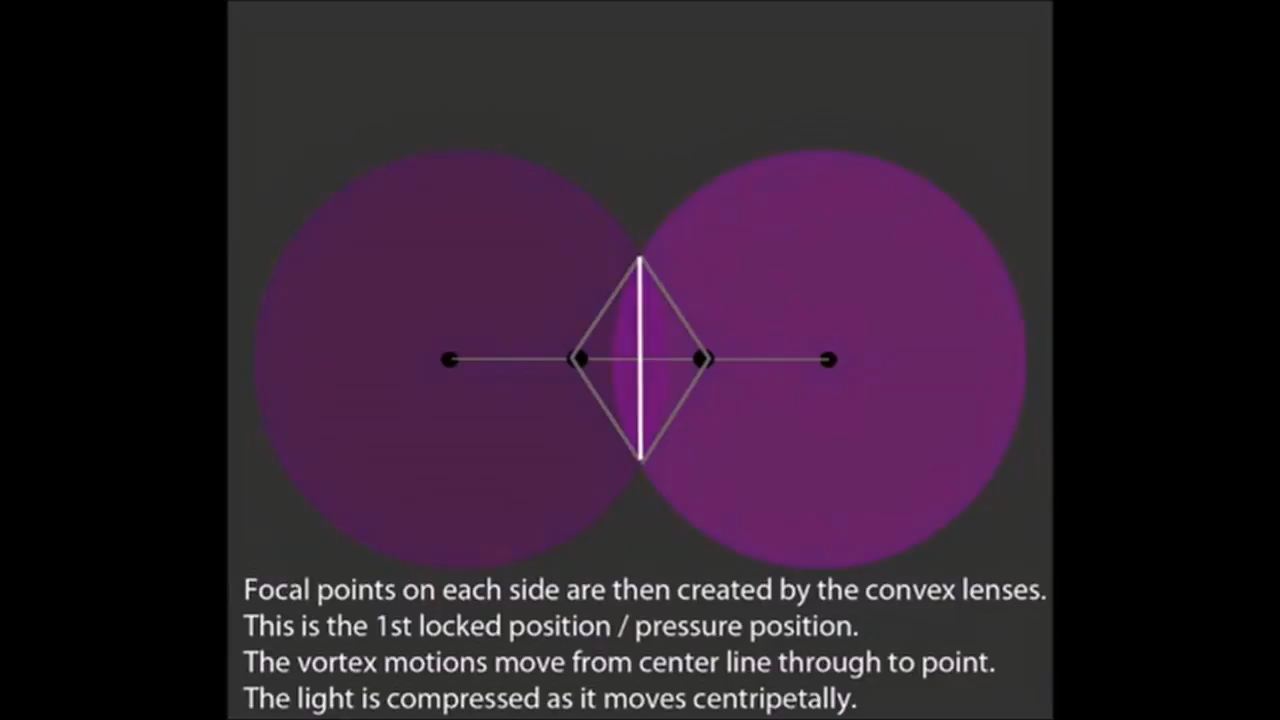 Focal points on each side are then created by the convex lenses.
This is the 1st locked position / pressure position.
The vortex motions move from center line through to point.
The light is compressed as it moves centripetally.